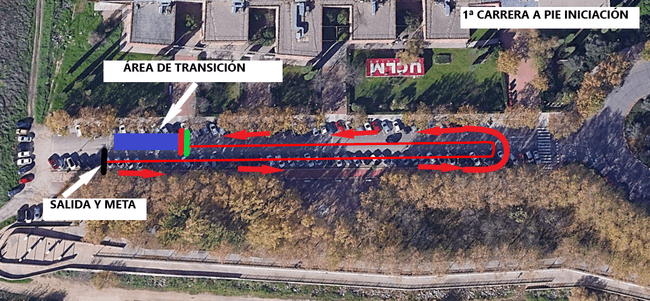 1ª CARRERA A PIE INICIACIÓN
ÁREA DE TRANSICIÓN
UCLM
SALIDA Y META